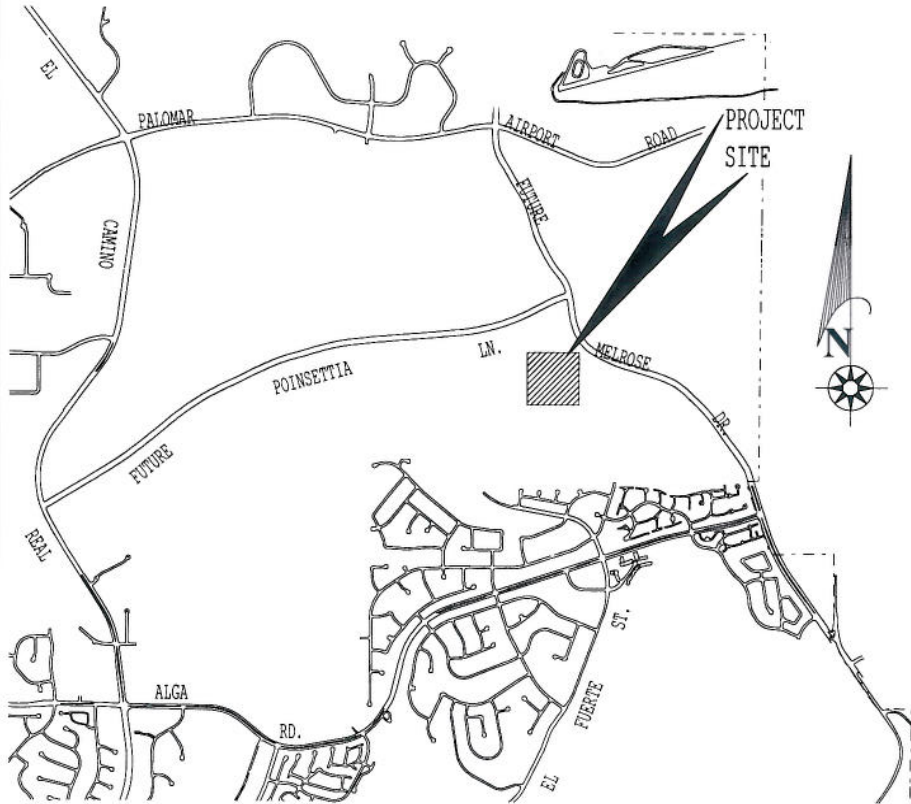 EL
PALOMAR
AIRPORT
ROAD
PROJECT
SITE
FUTURE
CAMINO
N
LN.
MELROSE
POINSETTIA
DR.
FUTURE
REAL
ST.
ALGA
FUERTE
RD.
EL